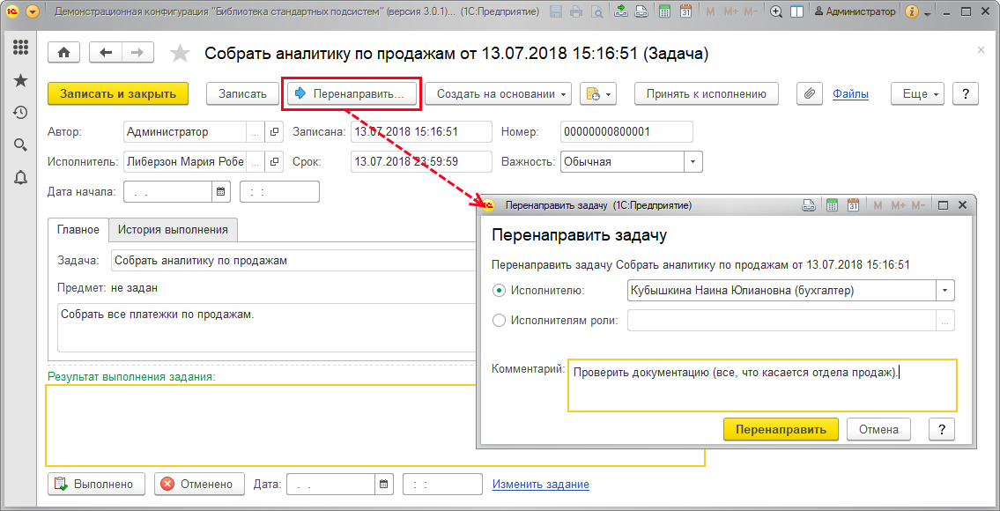 Демонстрационная конфигурация "Библиотека стандартных подсистем" (версия 3.0.1)... (1С:Предприятие) M M+ M- Администратор
Собрать аналитику по продажам от 13.07.2018 15:16:51 (Задача)
Записать и закрыть Записать Перенаправить... Создать на основании Принять к исполнению Файлы Еще ?
Автор: Администратор ... Записана: 13.07.2018 15:16:51 Номер: 00000000800001
Исполнитель: Либерзон Мария Робе ... Срок: 13.07.2018 23:59:59 Важность: Обычная
Дата начала: . . : :
Главное История выполнения
Задача: Собрать аналитику по продажам
Предмет: не задан
Собрать все платежки по продажам.
Результат выполнения задания:
Выполнено Отменено Дата: . . : : Изменить задание
Перенаправить задачу (1С:Предприятие) 31 M M+ M-
Перенаправить задачу
Перенаправить задачу Собрать аналитику по продажам от 13.07.2018 15:16:51
Исполнителю: Кубышкина Наина Юлиановна (бухгалтер)
Исполнителям роли: ...
Комментарий: Проверить документацию (все, что касается отдела продаж).
Перенаправить Отмена ?